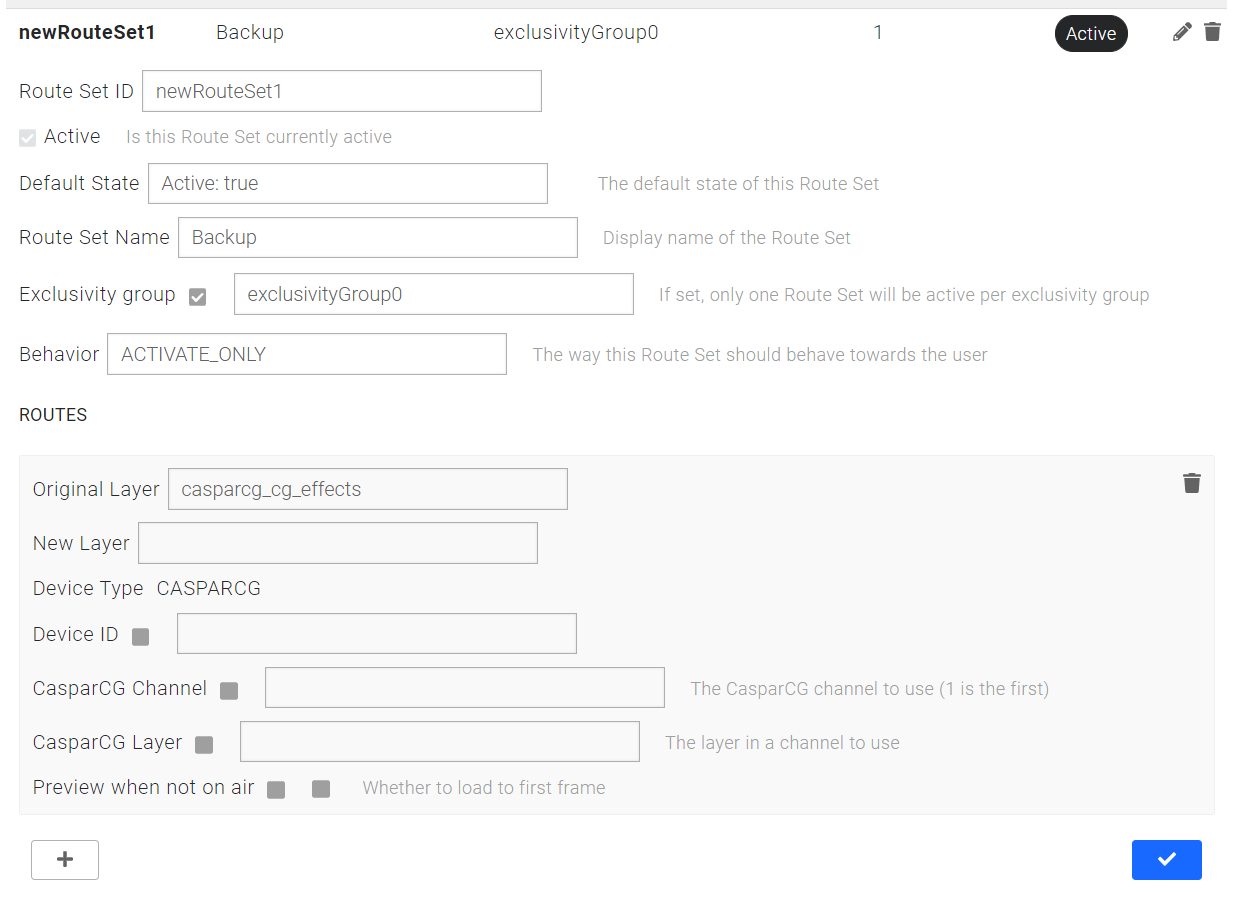 newRouteSet1 Backup exclusivityGroup0 1 Active
Route Set ID newRouteSet1
Active Is this Route Set currently active
Default State Active: true The default state of this Route Set
Route Set Name Backup Display name of the Route Set
Exclusivity group exclusivityGroup0 If set, only one Route Set will be active per exclusivity group
Behavior ACTIVATE_ONLY The way this Route Set should behave towards the user
ROUTES
Original Layer casparcg_cg_effects
New Layer
Device Type CASPARCG
Device ID
CasparCG Channel The CasparCG channel to use (1 is the first)
CasparCG Layer The layer in a channel to use
Preview when not on air Whether to load to first frame